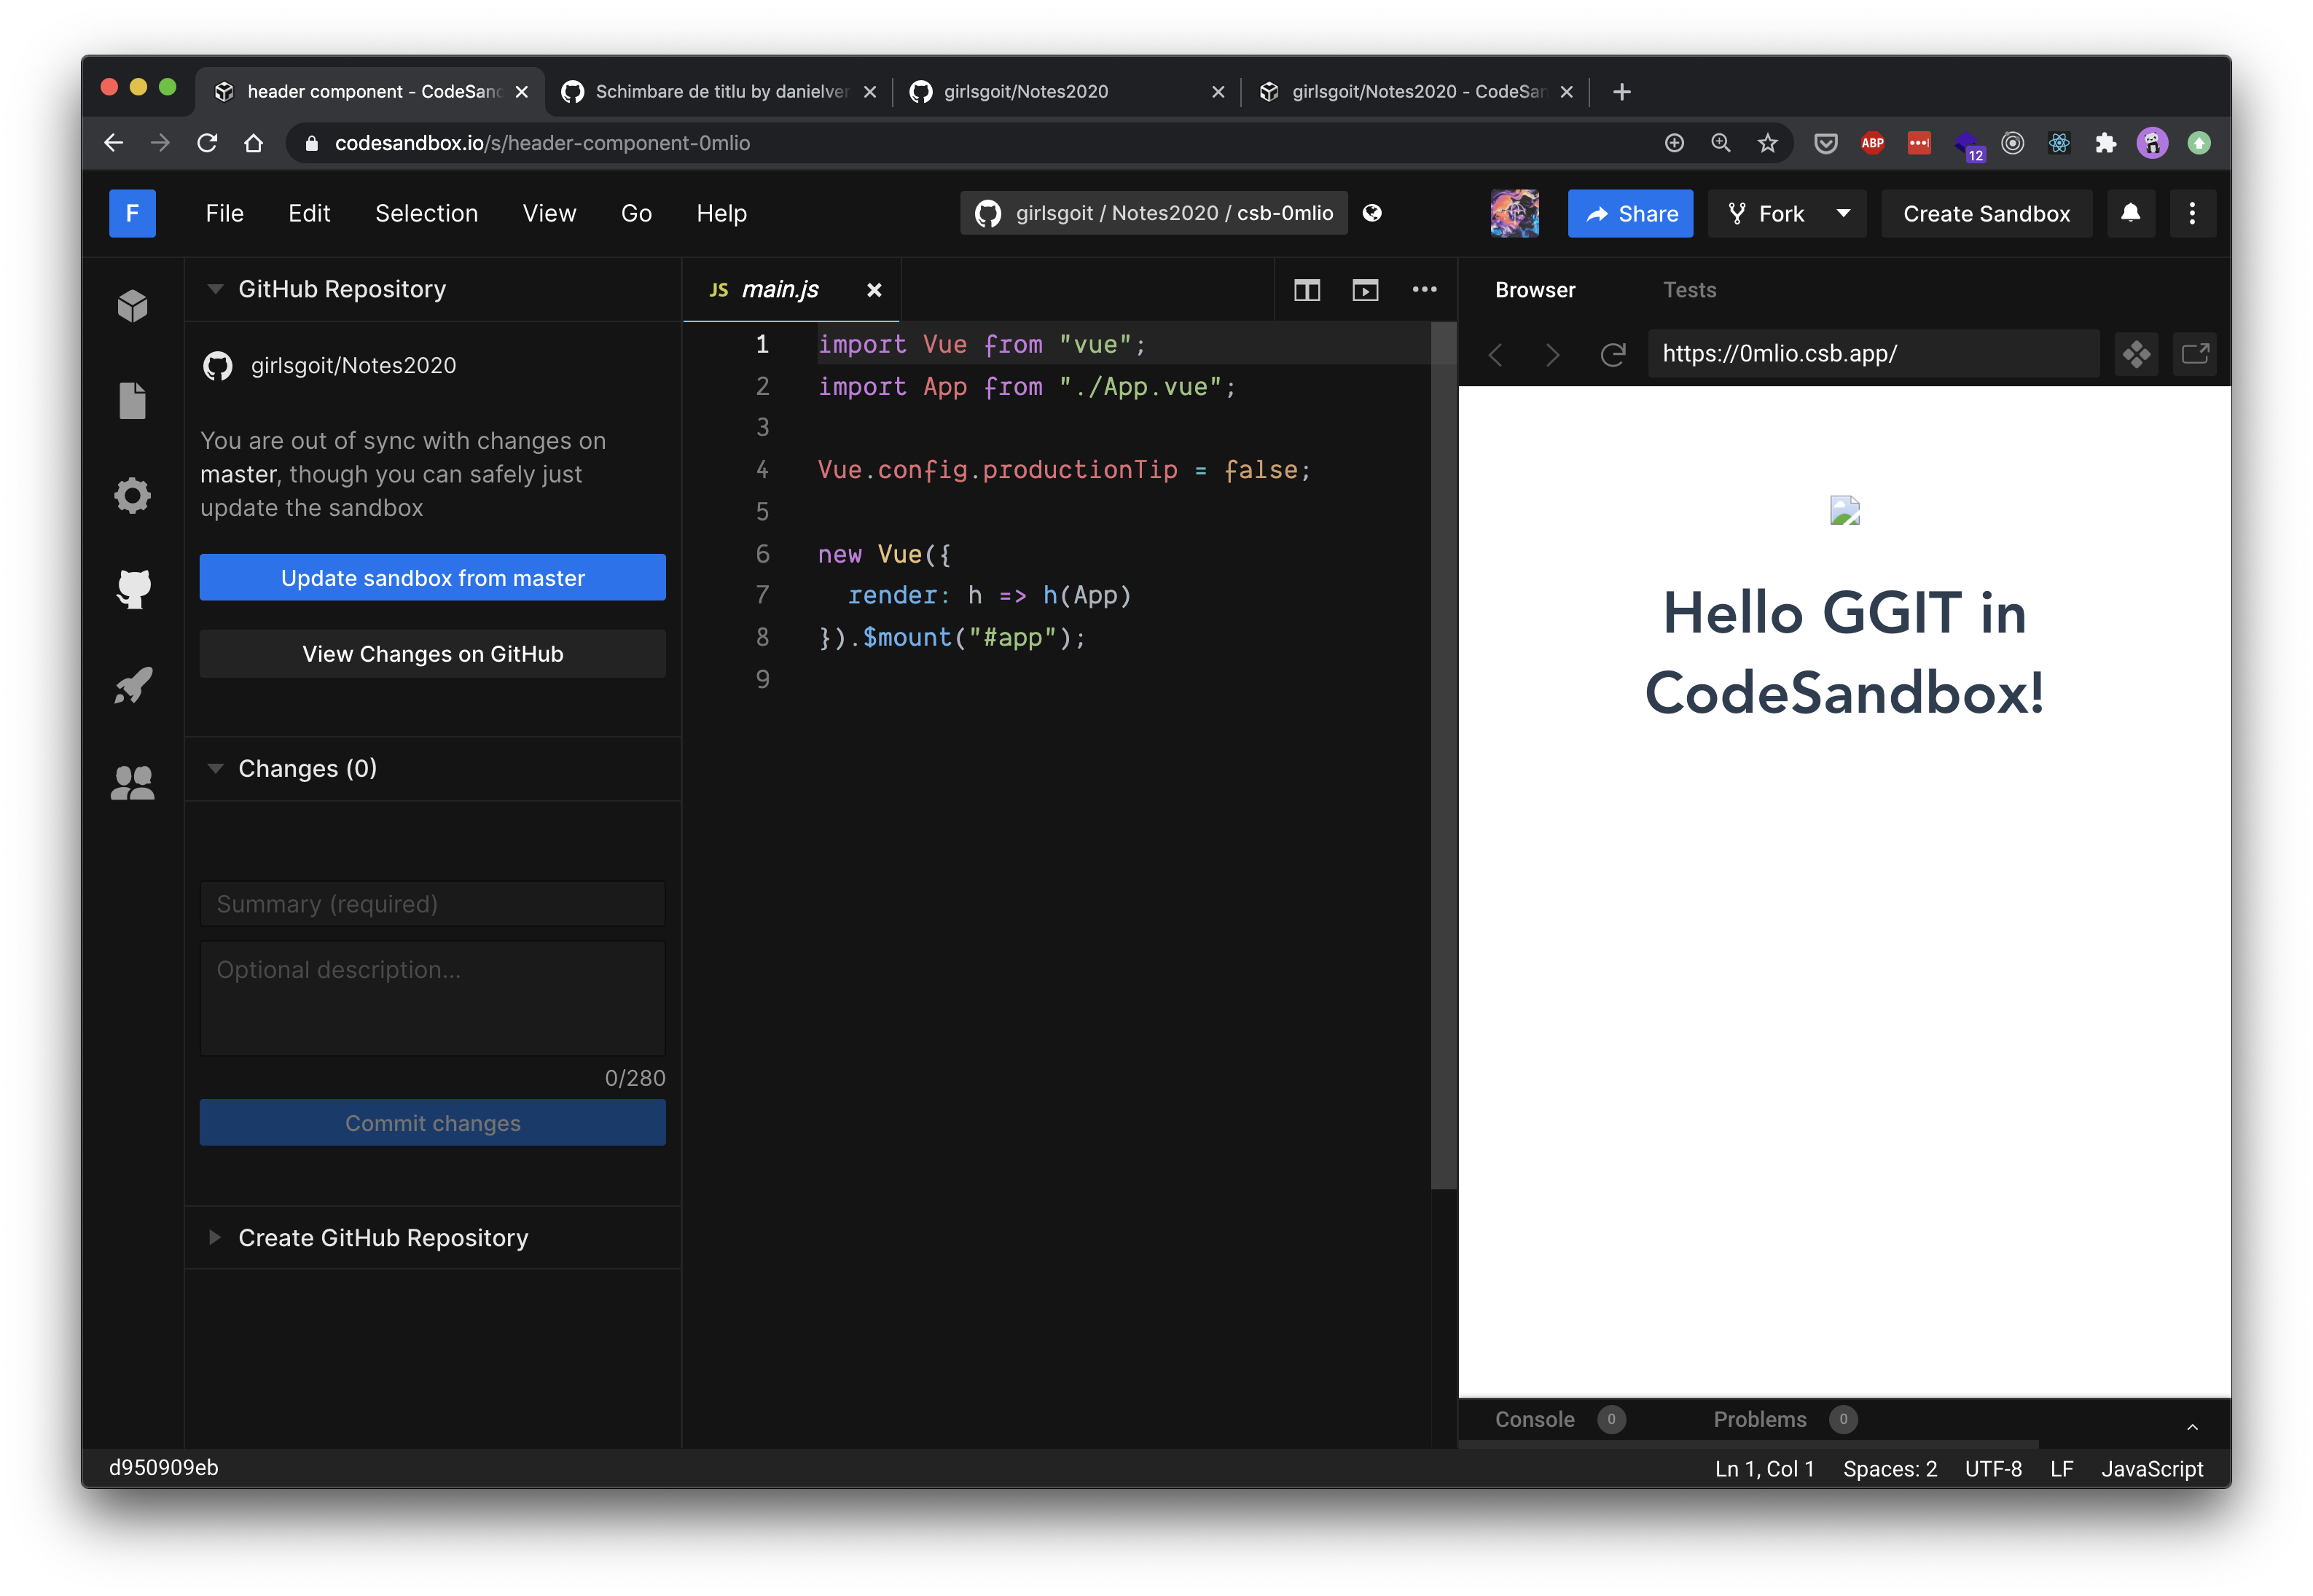 header component - CodeSan
Schimbare de titlu by danielver
girlsgoit/Notes2020
girlsgoit/Notes2020 - CodeSan
codesandbox.io/s/header-component-0mlio
ABP
12
F
File
Edit
Selection
View
Go
Help
girlsgoit / Notes2020 / csb-0mlio
Share
Fork
Create Sandbox
GitHub Repository
girlsgoit/Notes2020
You are out of sync with changes on
master, though you can safely just
update the sandbox
Update sandbox from master
View Changes on GitHub
Changes (0)
Summary (required)
Optional description...
0/280
Commit changes
Create GitHub Repository
JS main.js
1 import Vue from "vue";
2 import App from "./App.vue";
3
4 Vue.config.productionTip = false;
5
6 new Vue({
7 render: h => h(App)
8 }).$mount("#app");
9
Browser
Tests
https://0mlio.csb.app/
Hello GGIT in
CodeSandbox!
Console 0
Problems 0
d950909eb
Ln 1, Col 1
Spaces: 2
UTF-8
LF
JavaScript